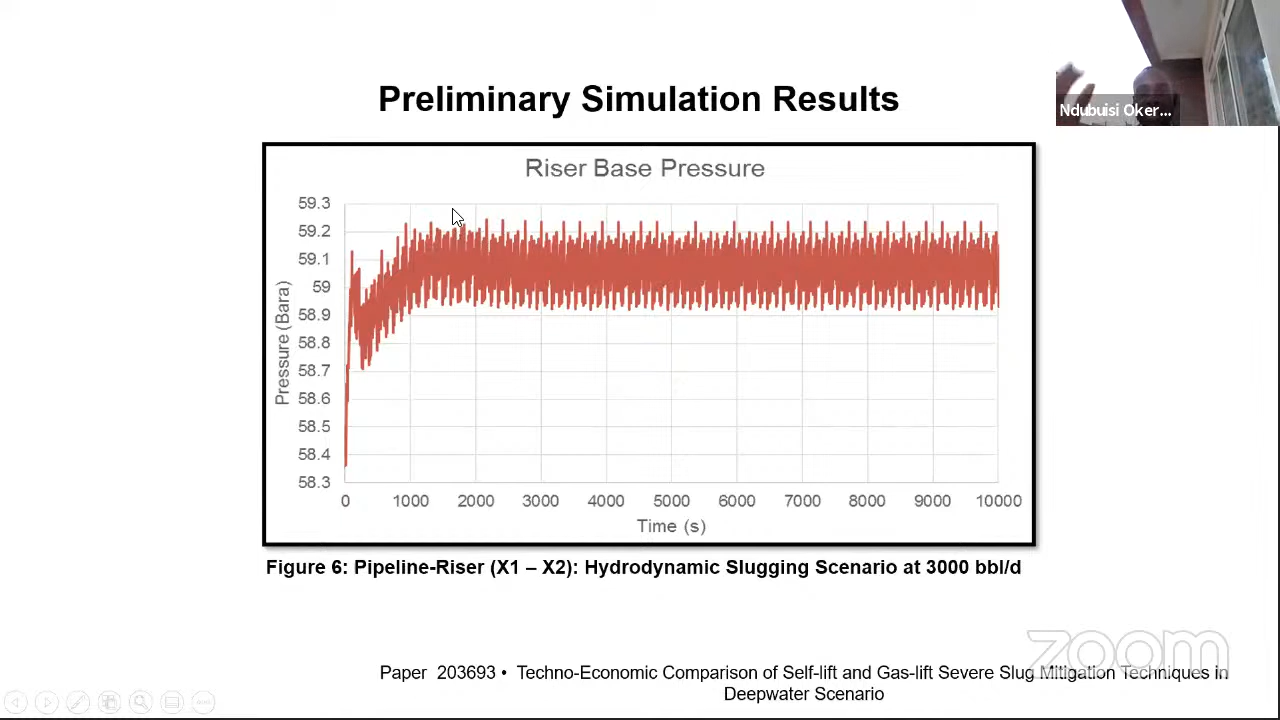 Preliminary Simulation Results
Ndubuisi Oker...
Riser Base Pressure
Pressure (Bara)
59.3
59.2
59.1
59
58.9
58.8
58.7
58.6
58.5
58.4
58.3
0 1000 2000 3000 4000 5000 6000 7000 8000 9000 10000
Time (s)
Figure 6: Pipeline-Riser (X1 – X2): Hydrodynamic Slugging Scenario at 3000 bbl/d
zoom
Paper 203693 • Techno-Economic Comparison of Self-lift and Gas-lift Severe Slug Mitigation Techniques in
Deepwater Scenario